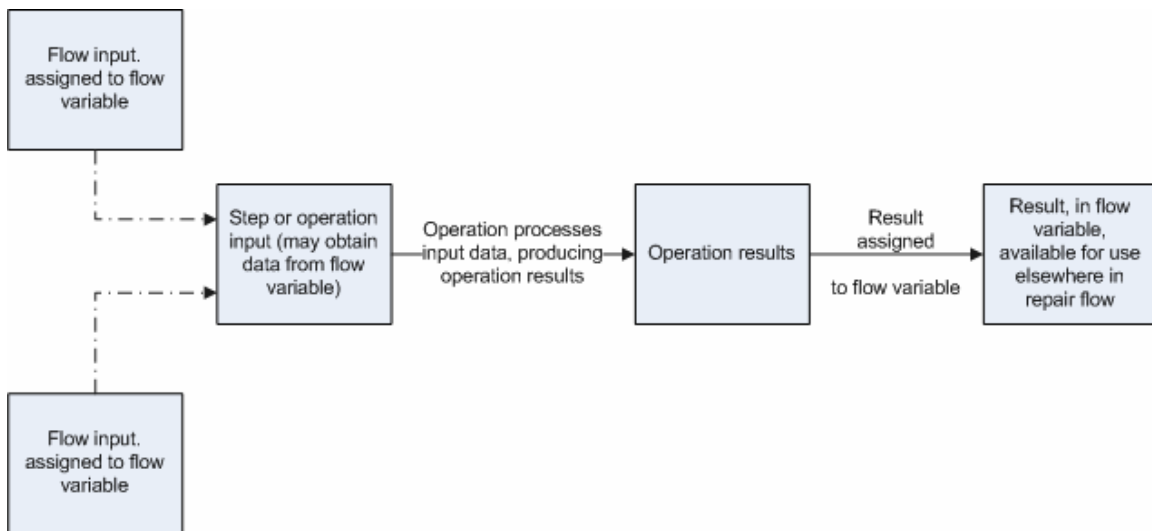 Flow input.
assigned to flow
variable
Step or operation
input (may obtain
data from flow
variable)
Operation processes
input data, producing
operation results
Operation results
Result
assigned
to flow variable
Result, in flow
variable,
available for use
elsewhere in
repair flow
Flow input.
assigned to flow
variable